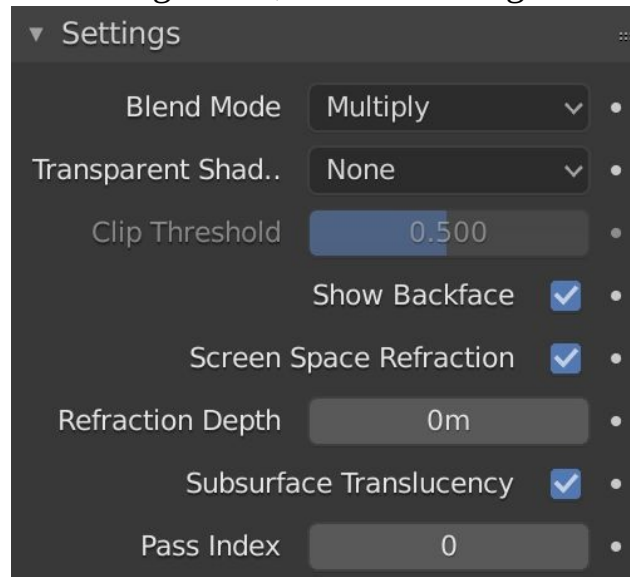 Settings
Blend Mode Multiply
Transparent Shad.. None
Clip Threshold 0.500
Show Backface
Screen Space Refraction
Refraction Depth 0m
Subsurface Translucency
Pass Index 0